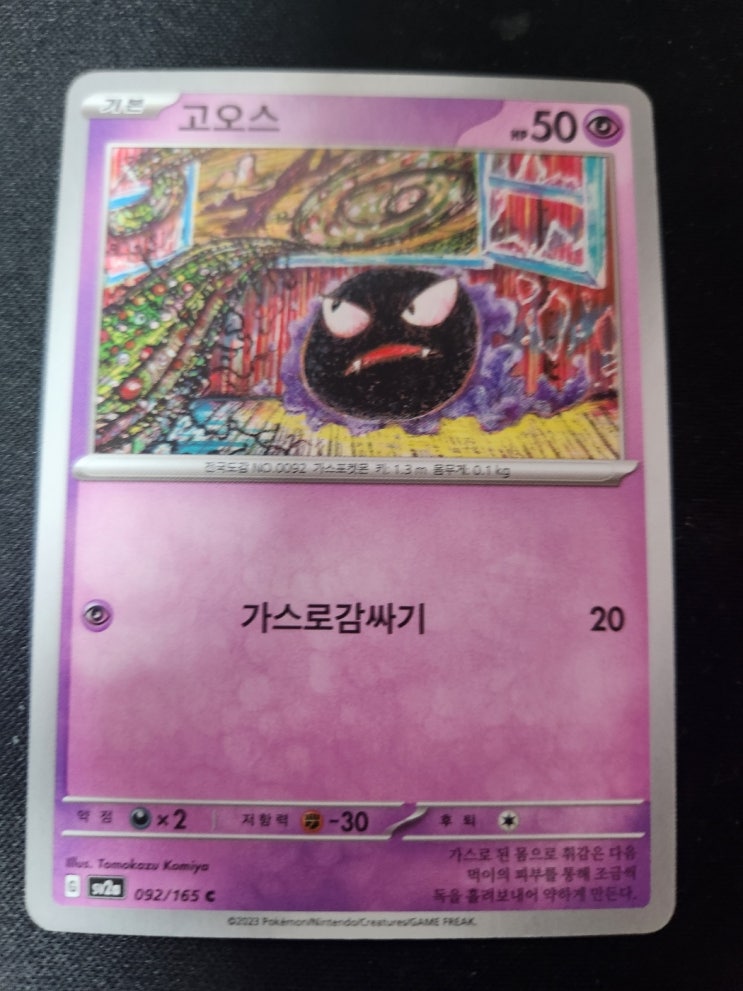 기본 고오스 HP 50
전국도감 NO.0092 가스포켓몬 키: 1.3 m 몸무게: 0.1 kg
가스로감싸기 20
약점 ×2 저항력 -30 후퇴
Illus. Tomokazu Komiya
가스로 된 몸으로 휘감은 다음
먹이의 피부를 통해 조금씩
독을 흘려보내어 약하게 만든다.
G sv2a 092/165 C
©2023 Pokémon/Nintendo/Creatures/GAME FREAK.